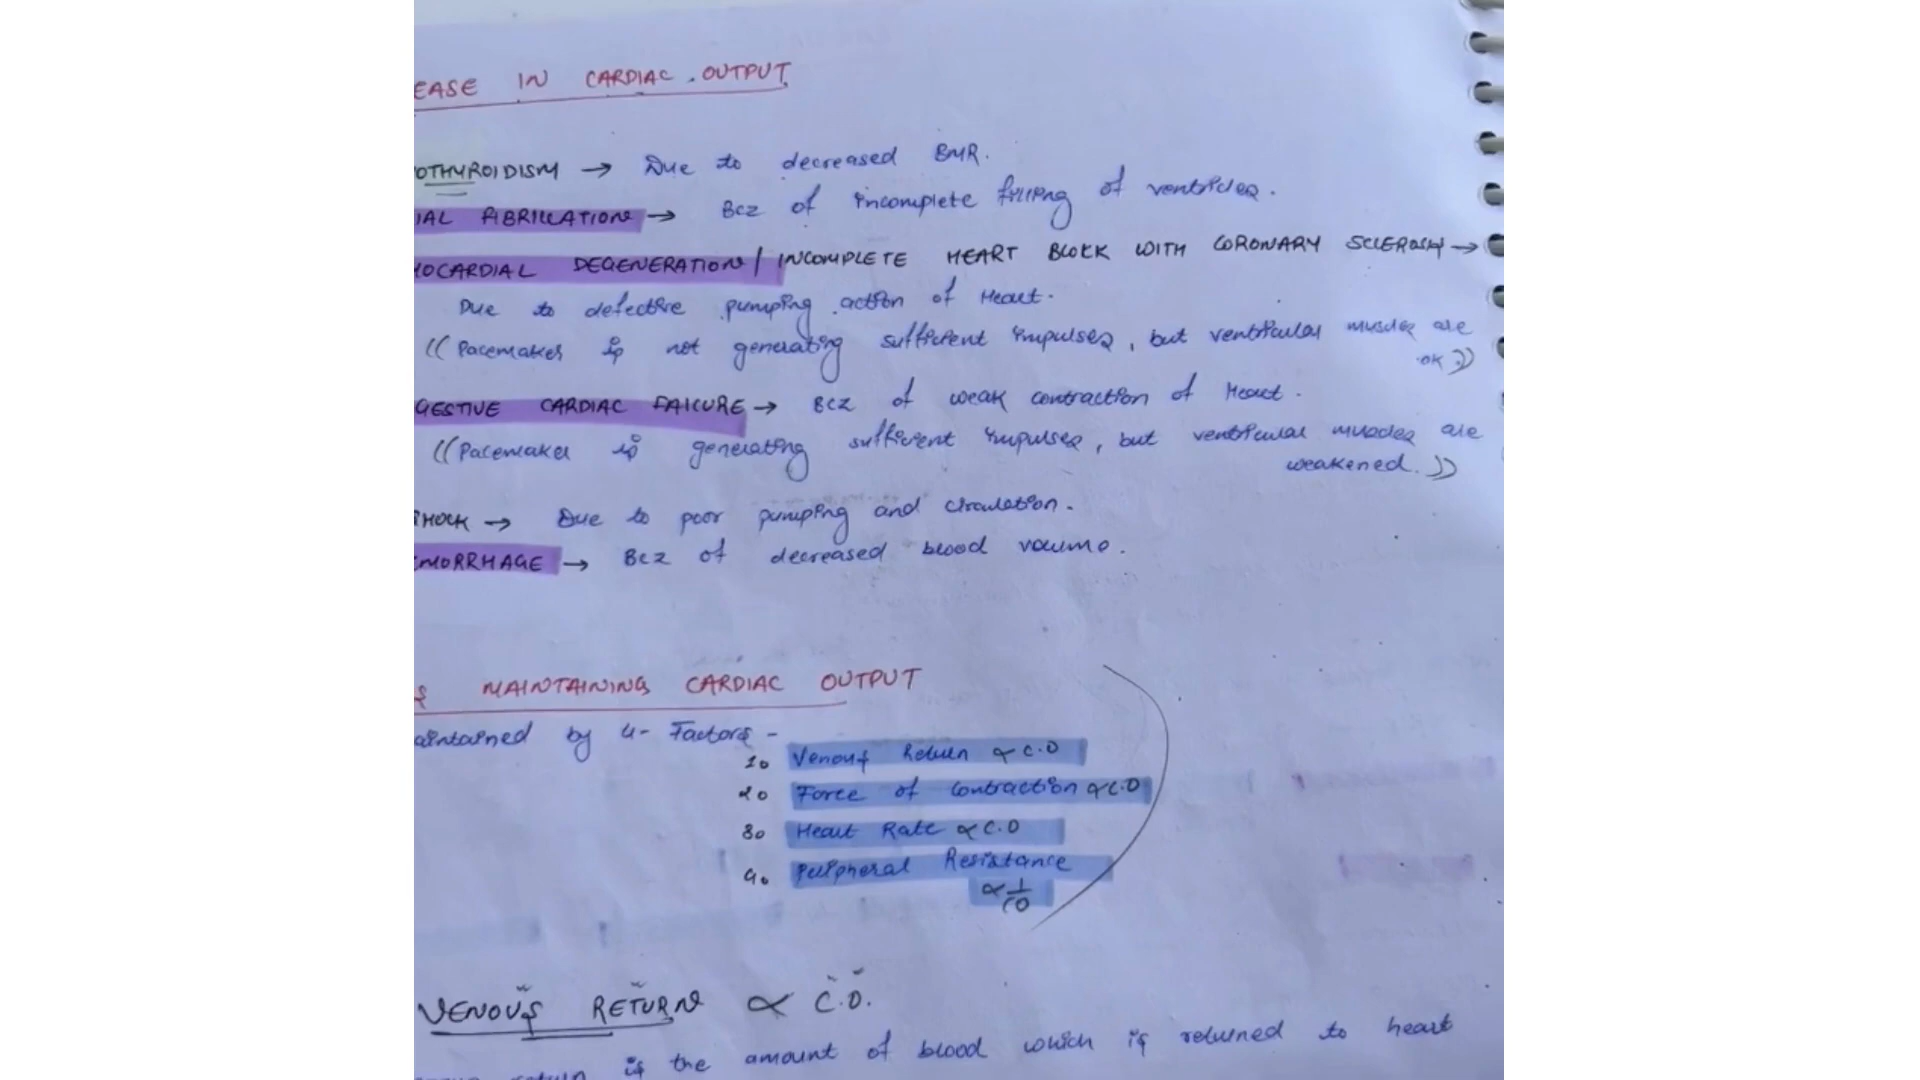 EASE IN CARDIAC OUTPUT
OTHYROIDISM → Due to decreased BMR.
IAL FIBRILLATION → Bcz of incomplete filling of ventricles.
OCARDIAL DEGENERATION / INCOMPLETE HEART BLOCK WITH CORONARY SCLEROSIS →
Due to defective pumping action of Heart.
((Pacemaker is not generating sufficient impulses, but ventricular muscles are
ok.))
GESTIVE CARDIAC FAILURE → Bcz of weak contraction of Heart.
((Pacemaker is generating sufficient impulses, but ventricular muscles are
weakened.))
SHOCK → Due to poor pumping and circulation.
EMORRHAGE → Bcz of decreased blood volume.
S MAINTAINING CARDIAC OUTPUT
aintained by 4- Factors -
1. Venous Return ∝ C.O
2. Force of Contraction ∝ C.O
3. Heart Rate ∝ C.O
4. Peripheral Resistance
∝ 1/CO
VENOUS RETURN ∝ C.O.
return is the amount of blood which is returned to heart